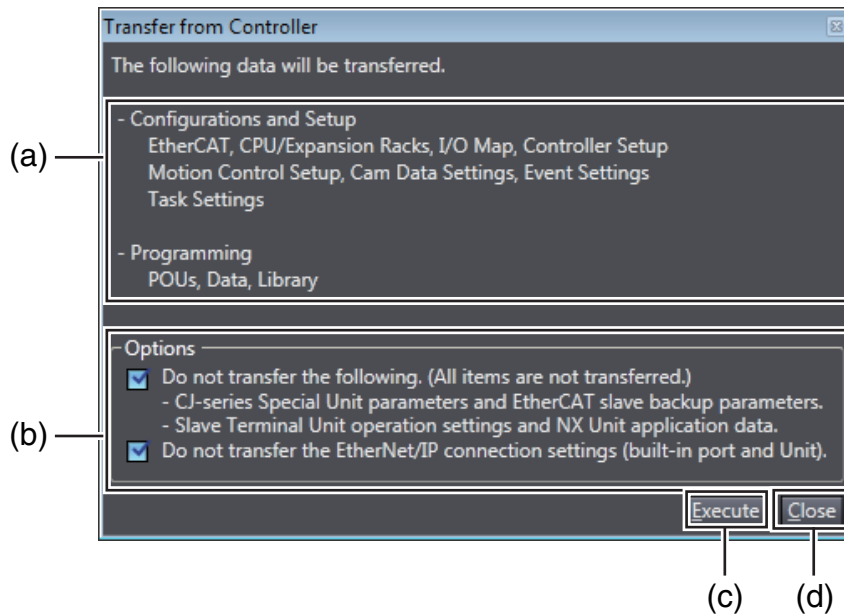 Transfer from Controller
The following data will be transferred.
- Configurations and Setup
EtherCAT, CPU/Expansion Racks, I/O Map, Controller Setup
Motion Control Setup, Cam Data Settings, Event Settings
Task Settings
- Programming
POUs, Data, Library
(a)
Options
Do not transfer the following. (All items are not transferred.)
- CJ-series Special Unit parameters and EtherCAT slave backup parameters.
- Slave Terminal Unit operation settings and NX Unit application data.
Do not transfer the EtherNet/IP connection settings (built-in port and Unit).
(b)
Execute Close
(c) (d)